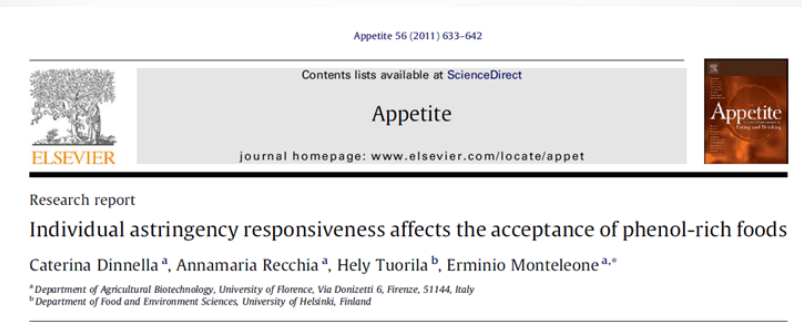 Appetite 56 (2011) 633–642
Contents lists available at ScienceDirect
Appetite
journal homepage: www.elsevier.com/locate/appet
ELSEVIER
Appetite
Eating and Drinking
Research report
Individual astringency responsiveness affects the acceptance of phenol-rich foods
Caterina Dinnella a, Annamaria Recchia a, Hely Tuorila b, Erminio Monteleone a,*
a Department of Agricultural Biotechnology, University of Florence, Via Donizetti 6, Firenze, 51144, Italy
b Department of Food and Environment Sciences, University of Helsinki, Finland